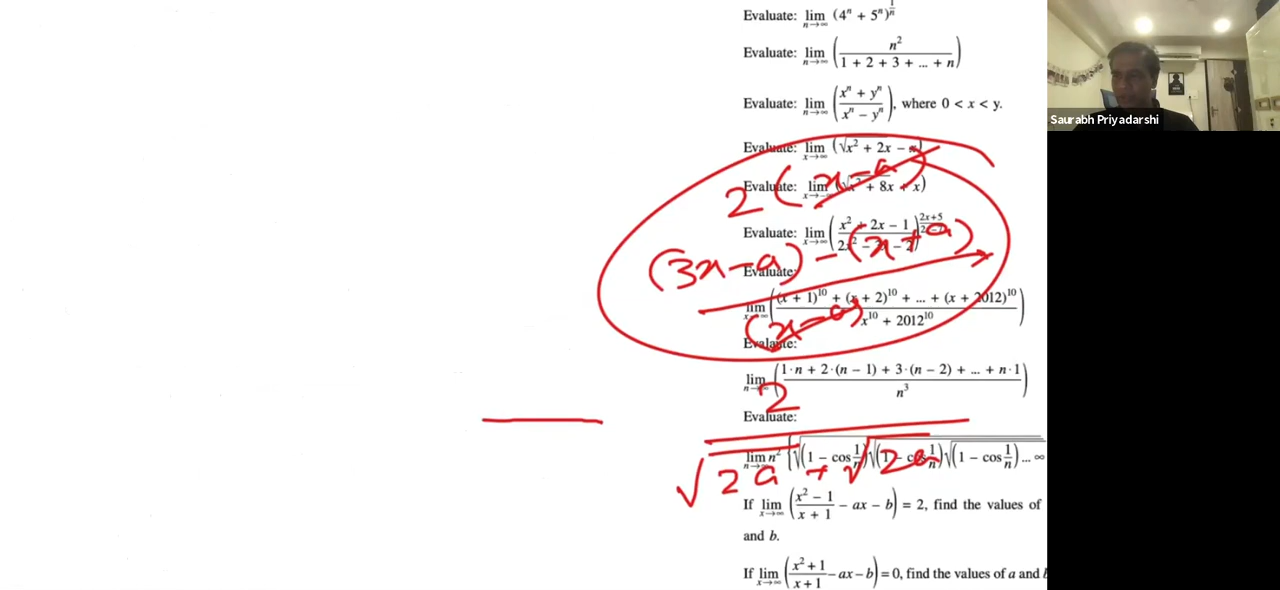 Evaluate: lim n→∞ (4ⁿ + 5ⁿ)^(1/n)
Evaluate: lim n→∞ (n² / (1 + 2 + 3 + ... + n))
Saurabh Priyadarshi
Evaluate: lim n→∞ ((xⁿ + yⁿ) / (xⁿ − yⁿ)), where 0 < x < y.
Evaluate: lim x→∞ (√x² + 2x −
2 (x−a)
Evaluate: lim + 8x + x)
Evaluate: lim x→∞ (x² + 2x − 1
(3x−a) − (x+a)
Evaluate:
lim ((x + 1)¹⁰ + (x + 2)¹⁰ + ... + (x + 2012)¹⁰ / x¹⁰ + 2012¹⁰)
(x−a)
Evaluate:
lim n→∞ (1·n + 2·(n − 1) + 3·(n − 2) + ... + n·1 / n³)
2
Evaluate:
lim n² {√(1 − cos 1/n) √(1 − cos 1/n) √(1 − cos 1/n) ... ∞
√2a + √2a
If lim x→∞ ((x² − 1)/(x + 1) − ax − b) = 2, find the values of
and b.
If lim x→∞ ((x² + 1)/(x + 1) − ax − b) = 0, find the values of a and b